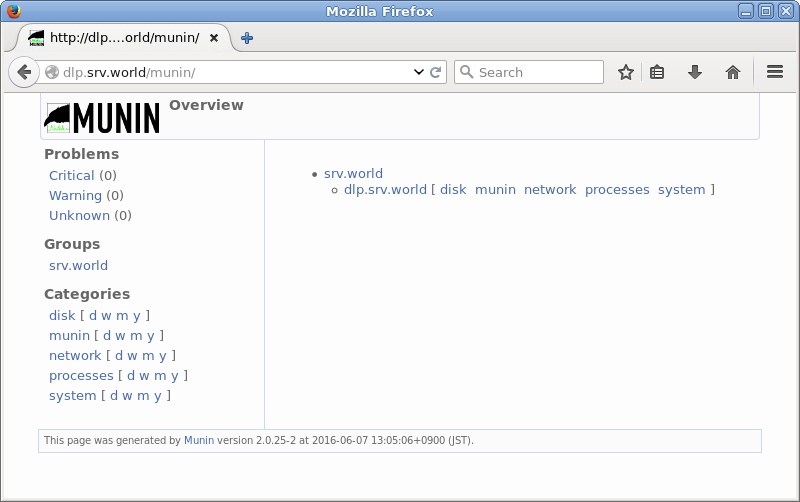 Mozilla Firefox
http://dlp....orld/munin/
dlp.srv.world/munin/
Search
MUNIN
Overview
Problems
Critical (0)
Warning (0)
Unknown (0)
Groups
srv.world
Categories
disk [ d w m y ]
munin [ d w m y ]
network [ d w m y ]
processes [ d w m y ]
system [ d w m y ]
srv.world
dlp.srv.world [ disk munin network processes system ]
This page was generated by Munin version 2.0.25-2 at 2016-06-07 13:05:06+0900 (JST).